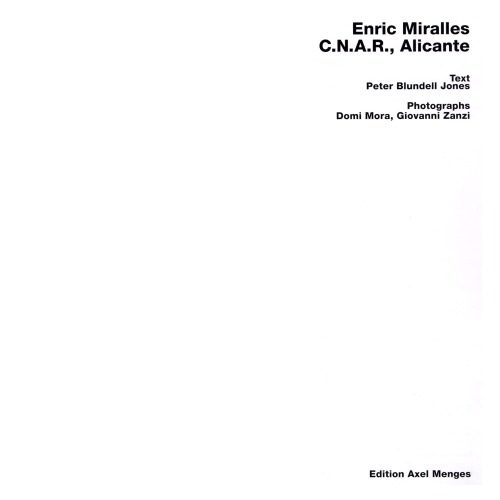 Enric Miralles
C.N.A.R., Alicante
Text
Peter Blundell Jones
Photographs
Domi Mora, Giovanni Zanzi
Edition Axel Menges